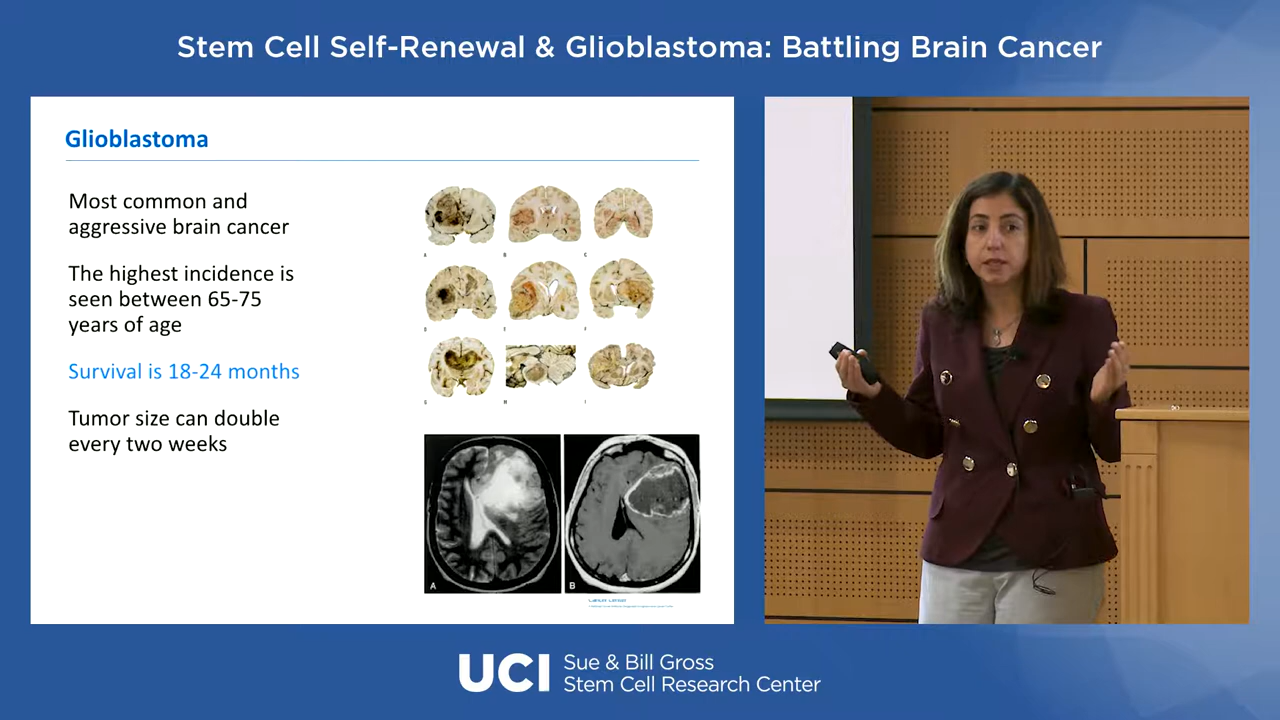 Stem Cell Self-Renewal & Glioblastoma: Battling Brain Cancer
Glioblastoma
Most common and
aggressive brain cancer
The highest incidence is
seen between 65-75
years of age
Survival is 18-24 months
Tumor size can double
every two weeks
A
B
C
D
E
F
G
H
I
A
B
UCI
Sue & Bill Gross
Stem Cell Research Center